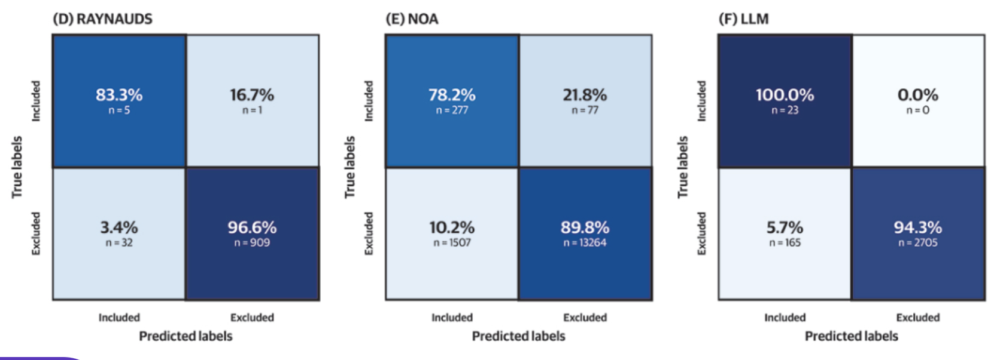 (D) RAYNAUDS
True labels
Included
83.3%
n = 5
16.7%
n = 1
Excluded
3.4%
n = 32
96.6%
n = 909
Included
Excluded
Predicted labels
(E) NOA
True labels
Included
78.2%
n = 277
21.8%
n = 77
Excluded
10.2%
n = 1507
89.8%
n = 13264
Included
Excluded
Predicted labels
(F) LLM
True labels
Included
100.0%
n = 23
0.0%
n = 0
Excluded
5.7%
n = 165
94.3%
n = 2705
Included
Excluded
Predicted labels